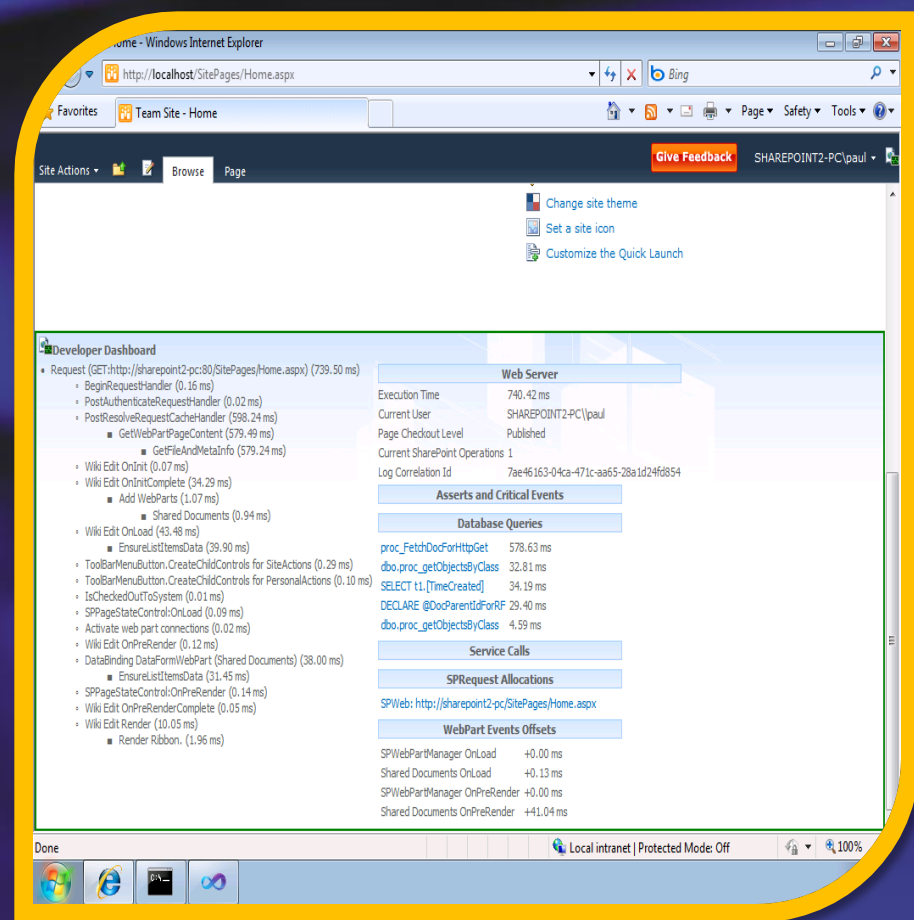 Home - Windows Internet Explorer
http://localhost/SitePages/Home.aspx
Bing
Favorites
Team Site - Home
Page
Safety
Tools
Site Actions
Browse
Page
Give Feedback
SHAREPOINT2-PC\paul
Change site theme
Set a site icon
Customize the Quick Launch
Developer Dashboard
Request (GET:http://sharepoint2-pc:80/SitePages/Home.aspx) (739.50 ms)
BeginRequestHandler (0.16 ms)
PostAuthenticateRequestHandler (0.02 ms)
PostResolveRequestCacheHandler (598.24 ms)
GetWebPartPageContent (579.49 ms)
GetFileAndMetaInfo (579.24 ms)
Wiki Edit OnInit (0.07 ms)
Wiki Edit OnInitComplete (34.29 ms)
Add WebParts (1.07 ms)
Shared Documents (0.94 ms)
Wiki Edit OnLoad (43.48 ms)
EnsureListItemsData (39.90 ms)
ToolBarMenuButton.CreateChildControls for SiteActions (0.29 ms)
ToolBarMenuButton.CreateChildControls for PersonalActions (0.10 ms)
IsCheckedOutToSystem (0.01 ms)
SPPageStateControl:OnLoad (0.09 ms)
Activate web part connections (0.02 ms)
Wiki Edit OnPreRender (0.12 ms)
DataBinding DataFormWebPart (Shared Documents) (38.00 ms)
EnsureListItemsData (31.45 ms)
SPPageStateControl:OnPreRender (0.14 ms)
Wiki Edit OnPreRenderComplete (0.05 ms)
Wiki Edit Render (10.05 ms)
Render Ribbon. (1.96 ms)
Web Server
Execution Time 740.42 ms
Current User SHAREPOINT2-PC\\paul
Page Checkout Level Published
Current SharePoint Operations 1
Log Correlation Id 7ae46163-04ca-471c-aa65-28a1d24fd854
Asserts and Critical Events
Database Queries
proc_FetchDocForHttpGet 578.63 ms
dbo.proc_getObjectsByClass 32.81 ms
SELECT t1.[TimeCreated] 34.19 ms
DECLARE @DocParentIdForRF 29.40 ms
dbo.proc_getObjectsByClass 4.59 ms
Service Calls
SPRequest Allocations
SPWeb: http://sharepoint2-pc/SitePages/Home.aspx
WebPart Events Offsets
SPWebPartManager OnLoad +0.00 ms
Shared Documents OnLoad +0.13 ms
SPWebPartManager OnPreRender +0.00 ms
Shared Documents OnPreRender +41.04 ms
Done
Local intranet | Protected Mode: Off
100%